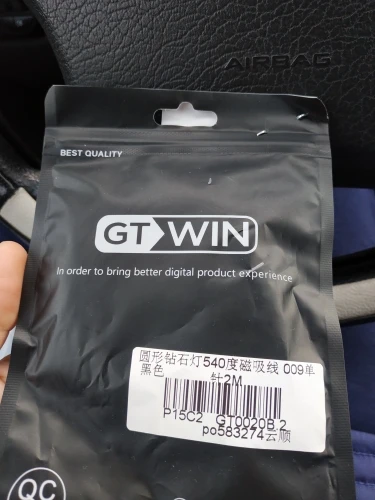 AIRBAG
BEST QUALITY
GT WIN
In order to bring better digital product experience
圆形钻石灯540度磁吸线 009单
黑色 针2M
P15C2 GT0020B.2
po583274云顺
QC